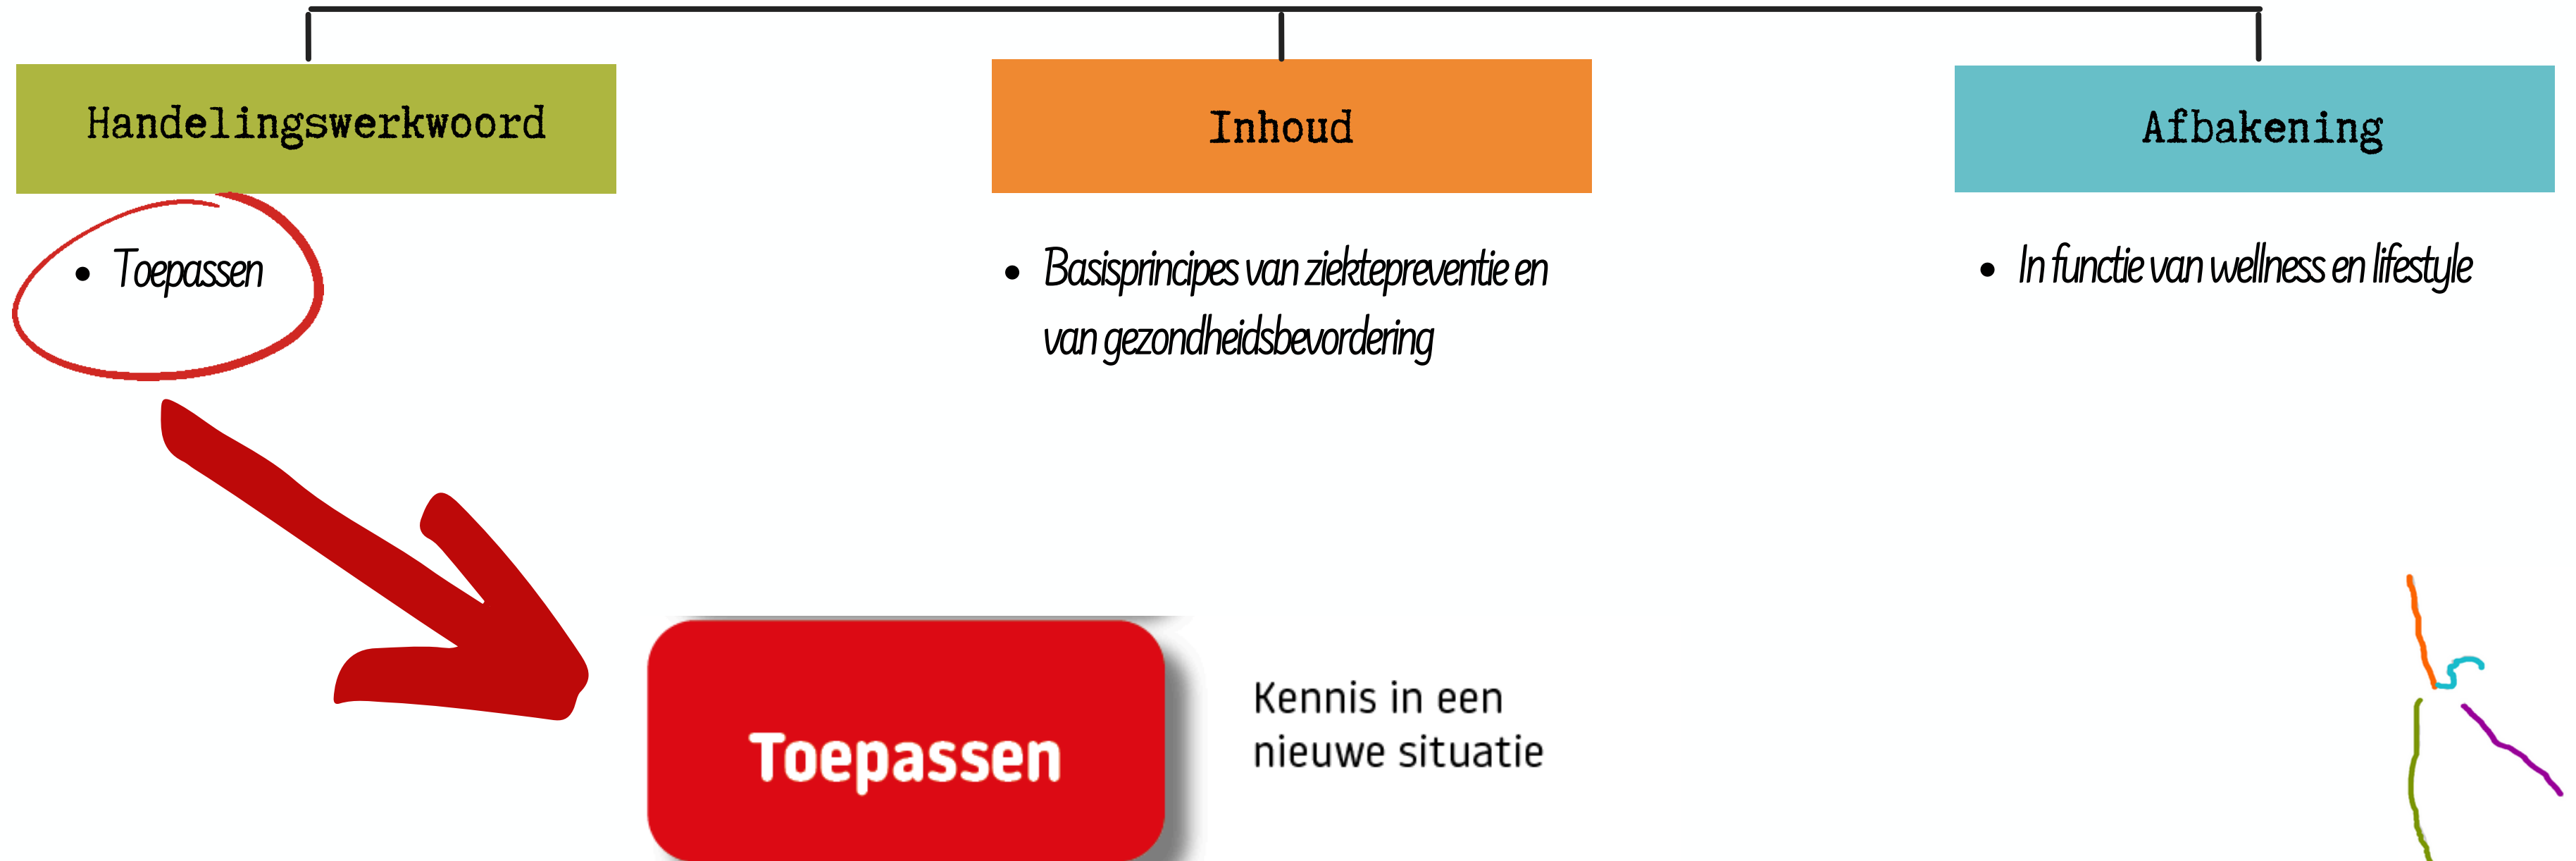 Handelingswerkwoord
Inhoud
Afbakening
• Toepassen
• Basisprincipes van ziektepreventie en
van gezondheidsbevordering
• In functie van wellness en lifestyle
Toepassen
Kennis in een
nieuwe situatie